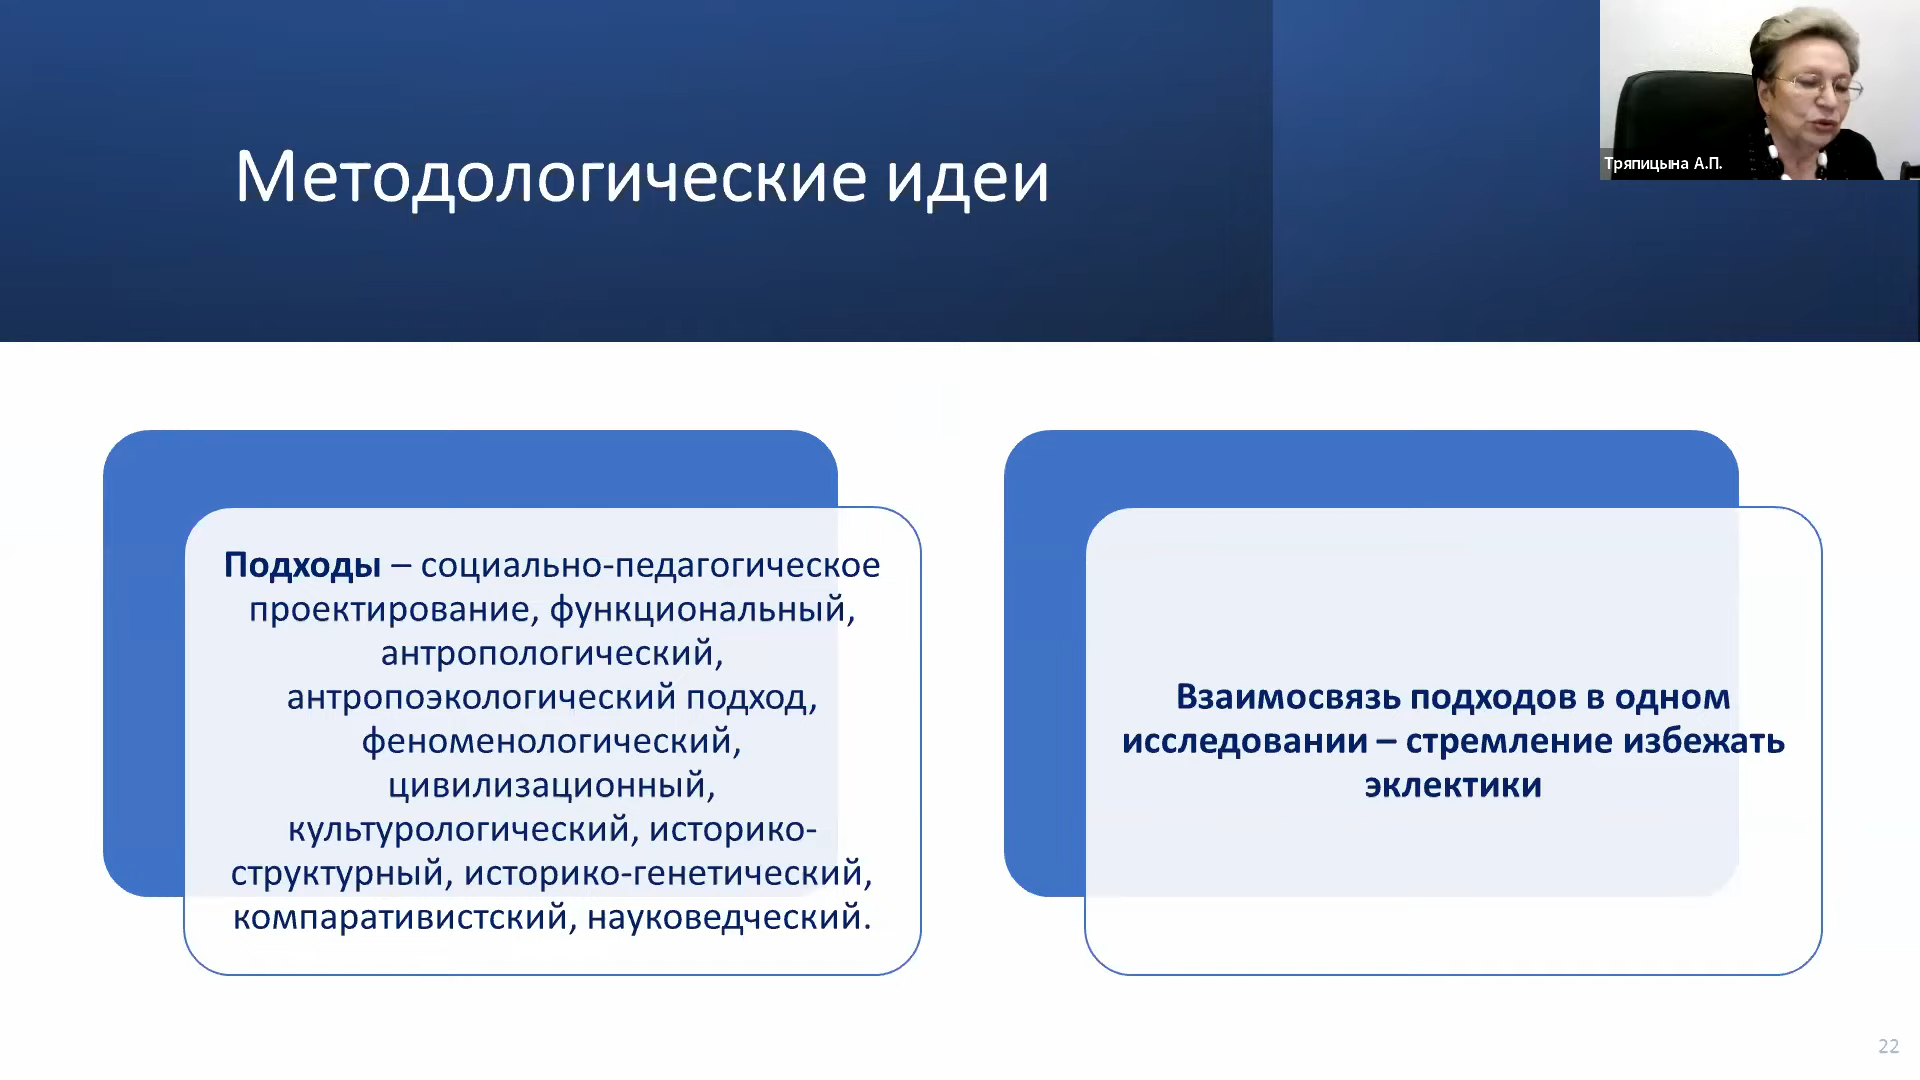 Методологические идеи
Тряпицына А.П.
Подходы – социально-педагогическое
проектирование, функциональный,
антропологический,
антропоэкологический подход,
феноменологический,
цивилизационный,
культурологический, историко-
структурный, историко-генетический,
компаративистский, науковедческий.
Взаимосвязь подходов в одном
исследовании – стремление избежать
эклектики
22